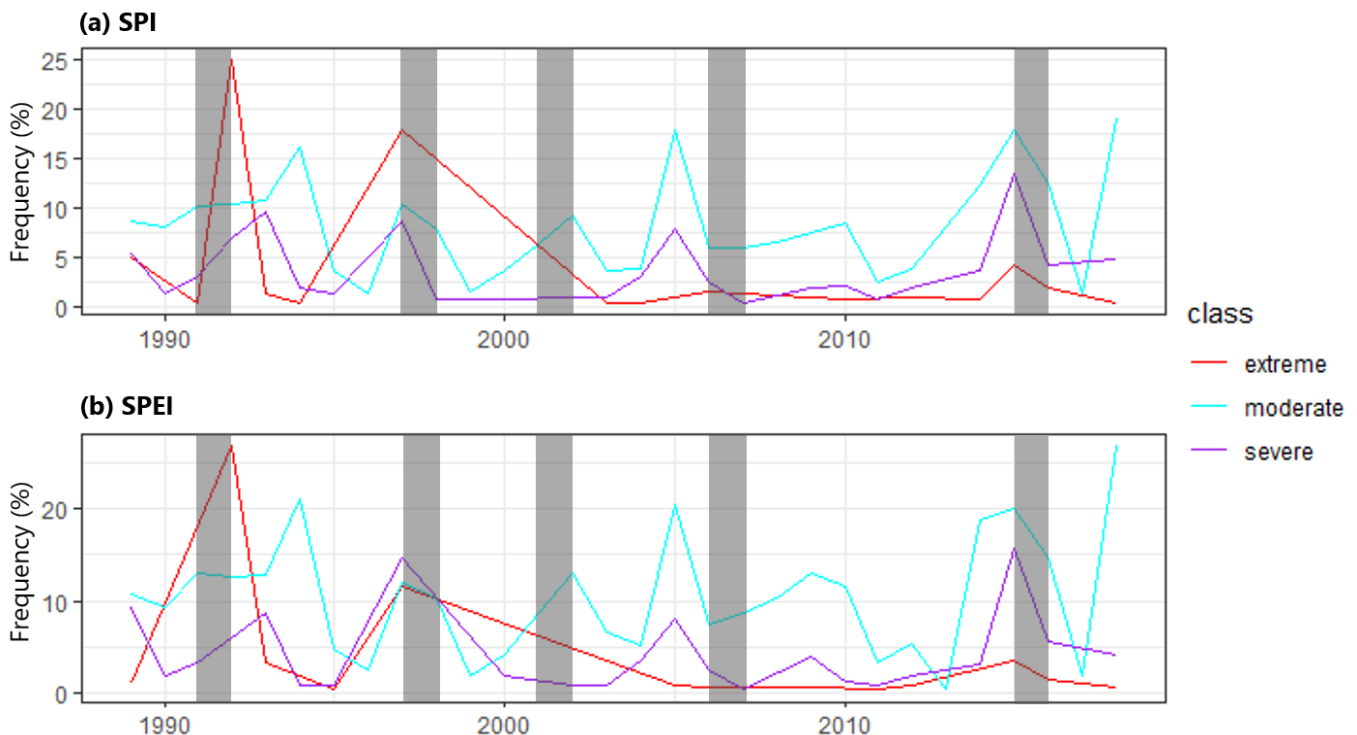 (a) SPI
Frequency (%)
25
20
15
10
5
0
1990
2000
2010
class
extreme
moderate
severe
(b) SPEI
Frequency (%)
20
10
0
1990
2000
2010